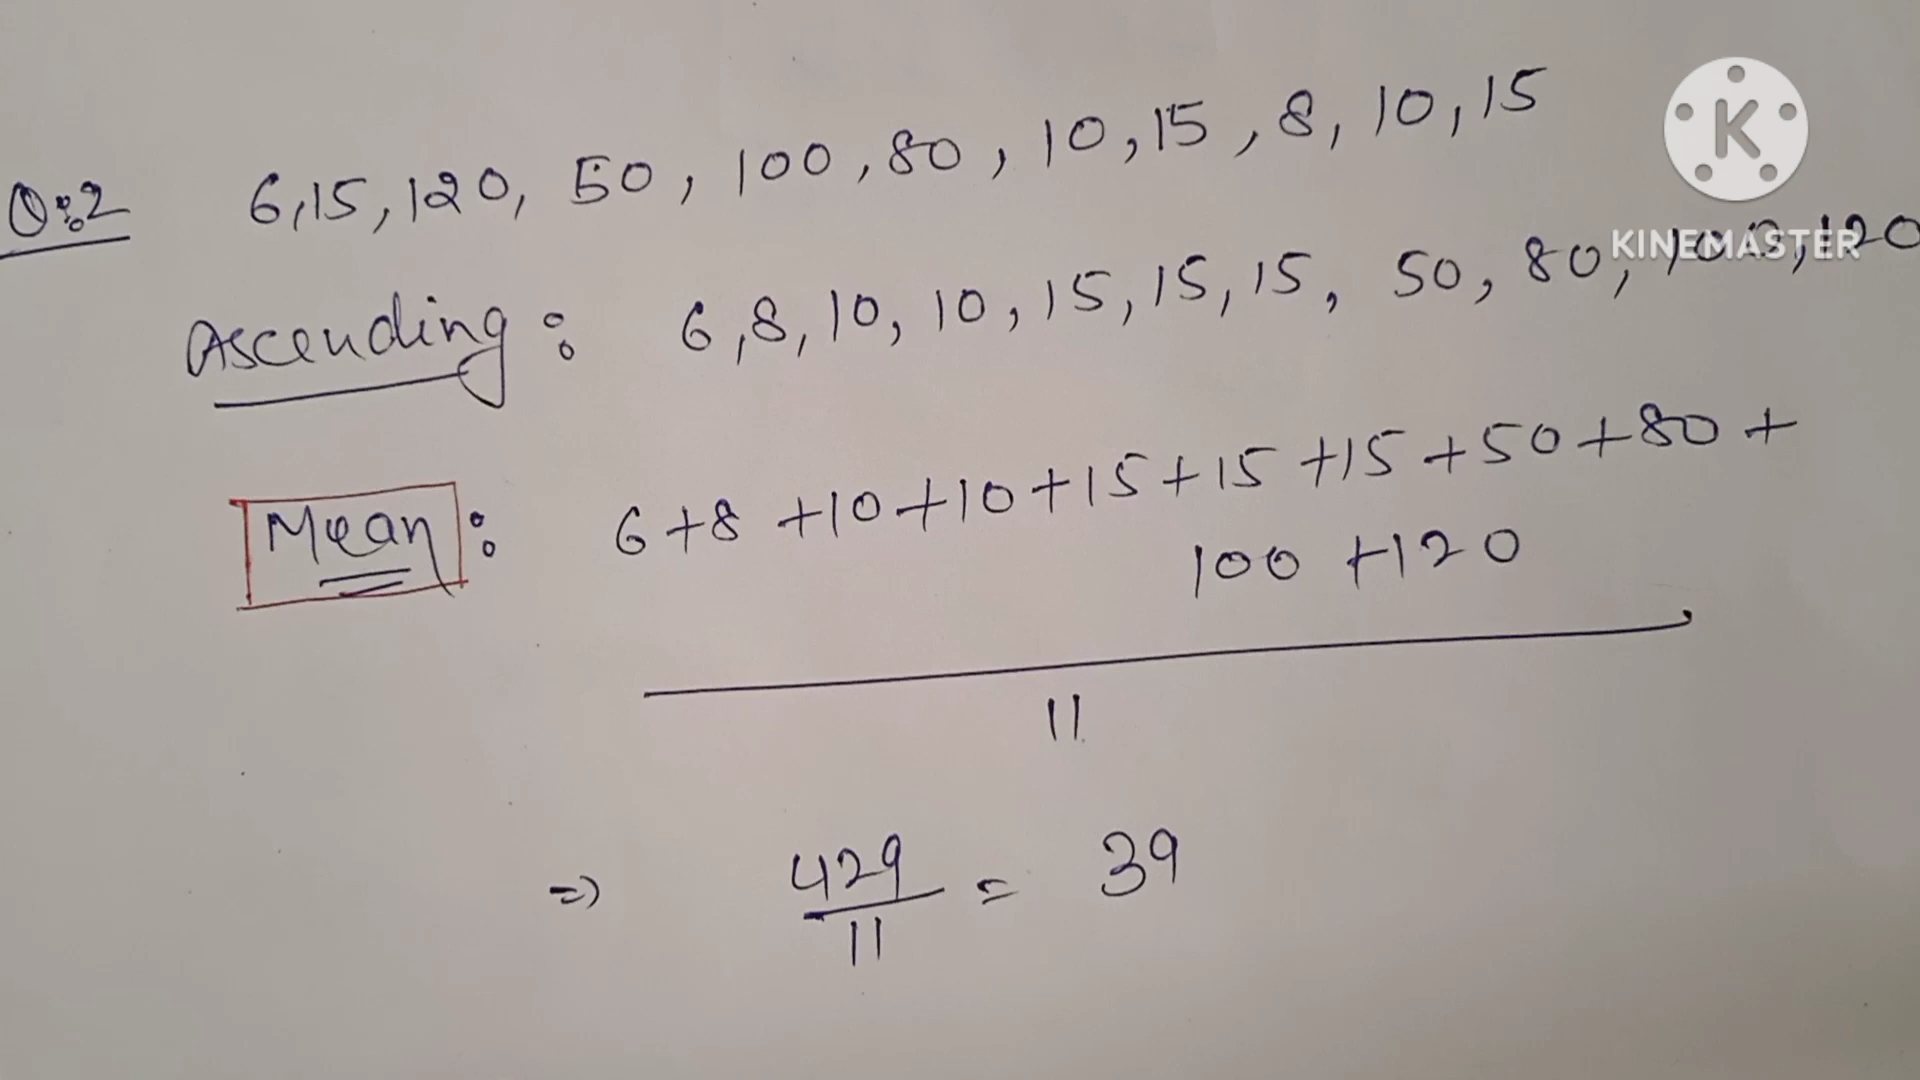 Q:2 6,15,120, 50, 100,80, 10,15,8,10,15
K
KINEMASTER
Ascending: 6,8,10,10,15,15,15, 50, 80, 100,120
Mean: 6+8+10+10+15+15+15+50+80+
100+120
11
=> 429/11 = 39